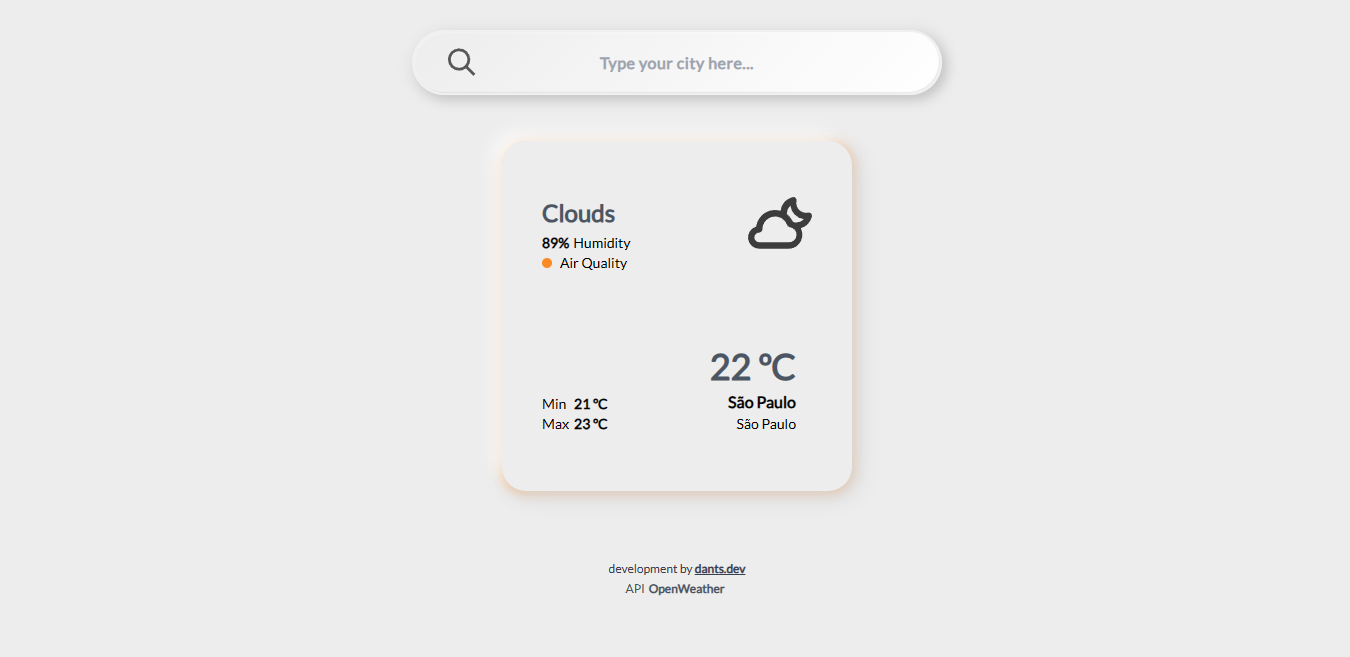 Type your city here...
Clouds
89% Humidity
Air Quality
22 ºC
São Paulo
São Paulo
Min 21 ºC
Max 23 ºC
development by dants.dev
API OpenWeather